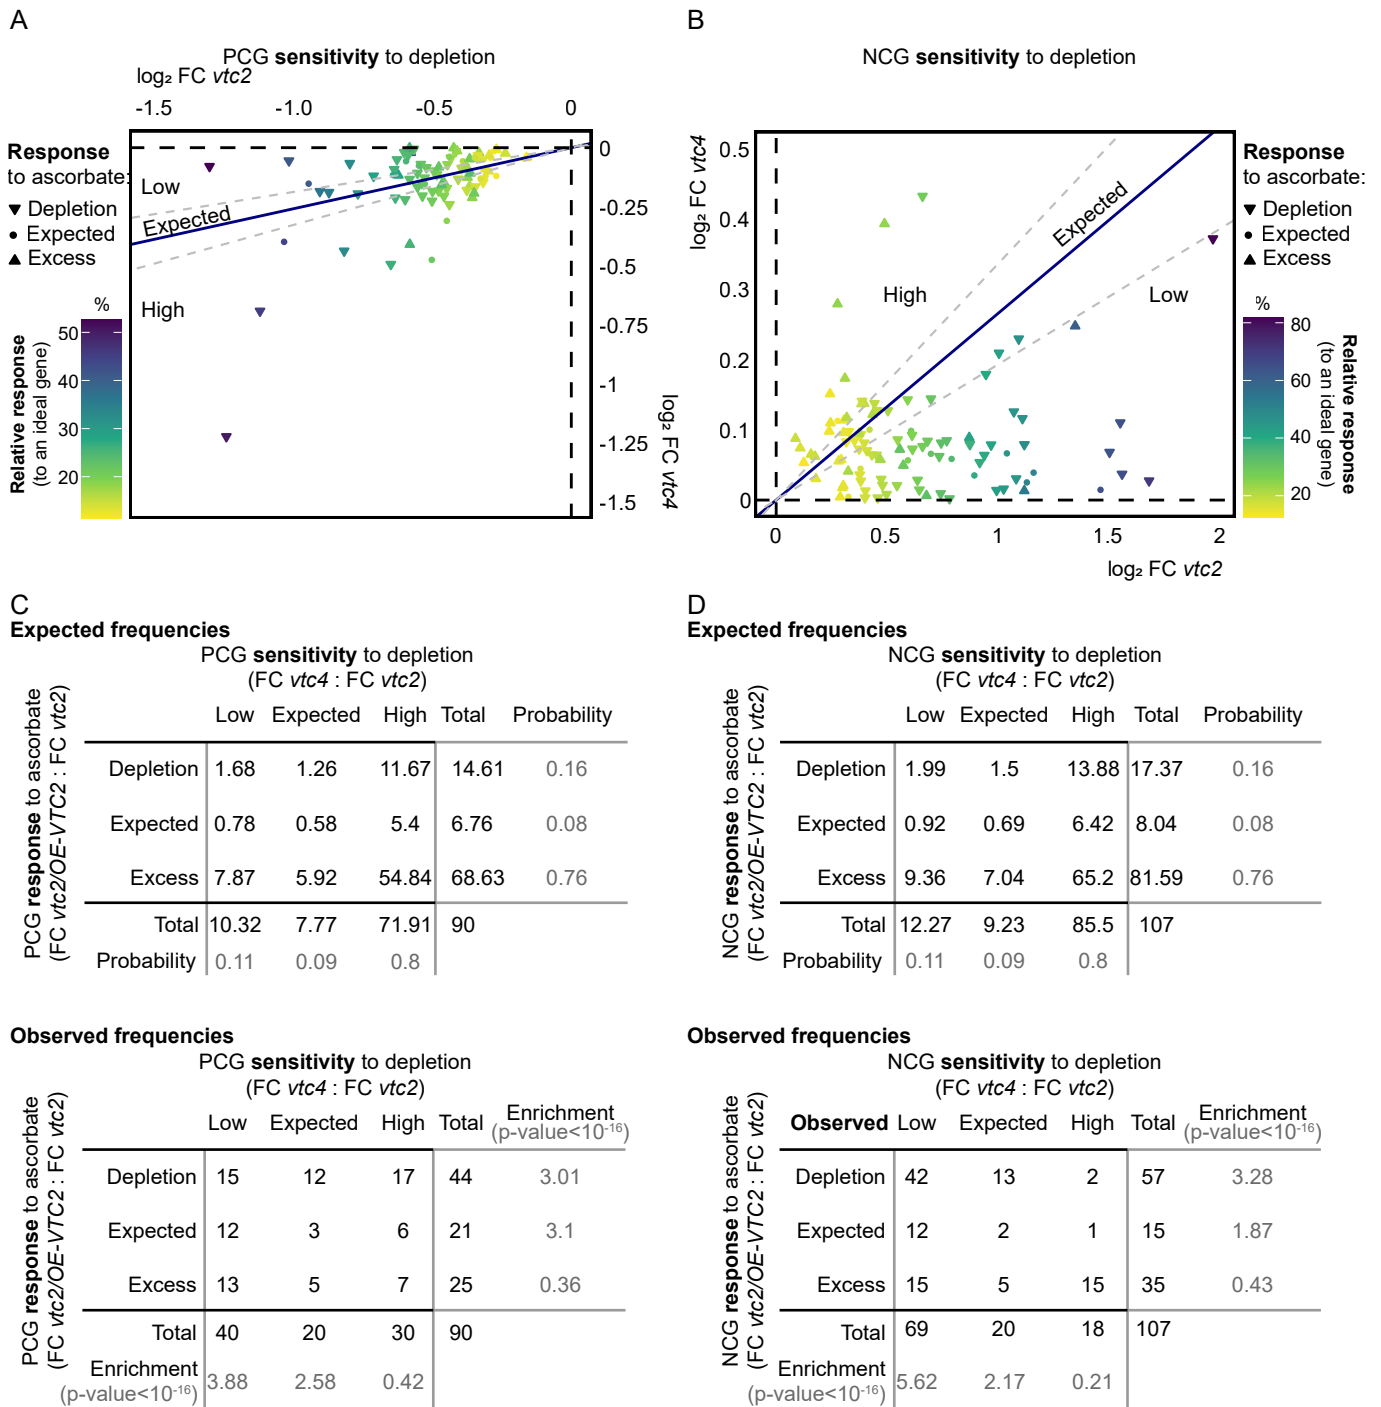 A
PCG sensitivity to depletion
log₂ FC vtc2
-1.5 -1.0 -0.5 0
Response
to ascorbate:
Depletion
Expected
Excess
Low
Expected
High
0
-0.25
-0.5
-0.75
-1
-1.25
-1.5
log₂ FC vtc4
%
50
40
30
20
Relative response
(to an ideal gene)
B
NCG sensitivity to depletion
log₂ FC vtc4
0.5
0.4
0.3
0.2
0.1
0
High
Expected
Low
0 0.5 1 1.5 2
log₂ FC vtc2
Response
to ascorbate:
Depletion
Expected
Excess
%
80
60
40
20
Relative response
(to an ideal gene)
C
Expected frequencies
PCG sensitivity to depletion
(FC vtc4 : FC vtc2)
PCG response to ascorbate
(FC vtc2/OE-VTC2 : FC vtc2)
Low Expected High Total Probability
Depletion 1.68 1.26 11.67 14.61 0.16
Expected 0.78 0.58 5.4 6.76 0.08
Excess 7.87 5.92 54.84 68.63 0.76
Total 10.32 7.77 71.91 90
Probability 0.11 0.09 0.8
Observed frequencies
PCG sensitivity to depletion
(FC vtc4 : FC vtc2)
PCG response to ascorbate
(FC vtc2/OE-VTC2 : FC vtc2)
Low Expected High Total Enrichment
(p-value<10⁻¹⁶)
Depletion 15 12 17 44 3.01
Expected 12 3 6 21 3.1
Excess 13 5 7 25 0.36
Total 40 20 30 90
Enrichment
(p-value<10⁻¹⁶) 3.88 2.58 0.42
D
Expected frequencies
NCG sensitivity to depletion
(FC vtc4 : FC vtc2)
NCG response to ascorbate
(FC vtc2/OE-VTC2 : FC vtc2)
Low Expected High Total Probability
Depletion 1.99 1.5 13.88 17.37 0.16
Expected 0.92 0.69 6.42 8.04 0.08
Excess 9.36 7.04 65.2 81.59 0.76
Total 12.27 9.23 85.5 107
Probability 0.11 0.09 0.8
Observed frequencies
NCG sensitivity to depletion
(FC vtc4 : FC vtc2)
NCG response to ascorbate
(FC vtc2/OE-VTC2 : FC vtc2)
Observed Low Expected High Total Enrichment
(p-value<10⁻¹⁶)
Depletion 42 13 2 57 3.28
Expected 12 2 1 15 1.87
Excess 15 5 15 35 0.43
Total 69 20 18 107
Enrichment
(p-value<10⁻¹⁶) 5.62 2.17 0.21